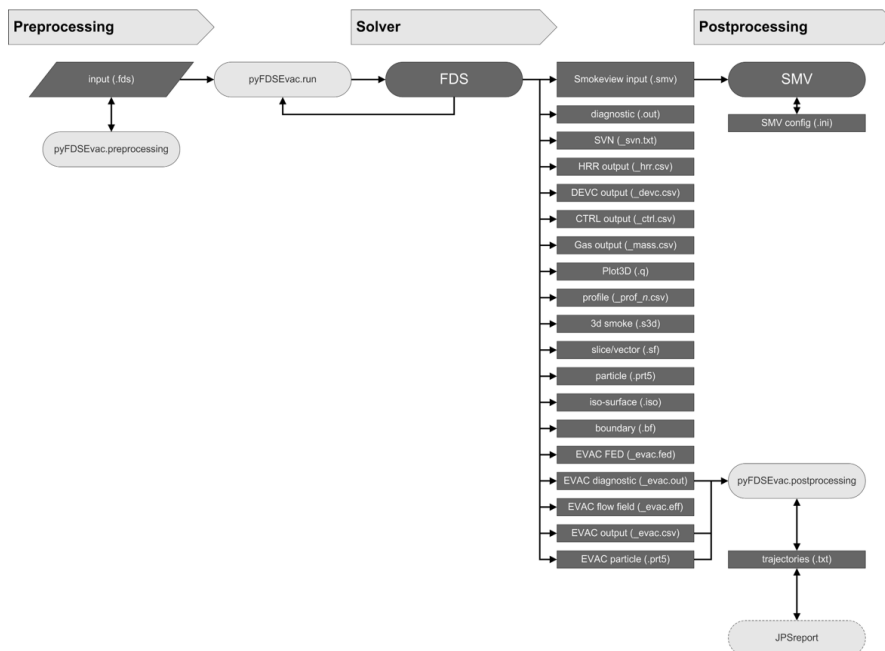 Preprocessing
Solver
Postprocessing
input (.fds)
pyFDSEvac.run
FDS
Smokeview input (.smv)
SMV
diagnostic (.out)
SMV config (.ini)
SVN (_svn.txt)
pyFDSEvac.preprocessing
HRR output (_hrr.csv)
DEVC output (_devc.csv)
CTRL output (_ctrl.csv)
Gas output (_mass.csv)
Plot3D (.q)
profile (_prof_n.csv)
3d smoke (.s3d)
slice/vector (.sf)
particle (.prt5)
iso-surface (.iso)
boundary (.bf)
EVAC FED (_evac.fed)
EVAC diagnostic (_evac.out)
pyFDSEvac.postprocessing
EVAC flow field (_evac.eff)
EVAC output (_evac.csv)
EVAC particle (.prt5)
trajectories (.txt)
JPSreport